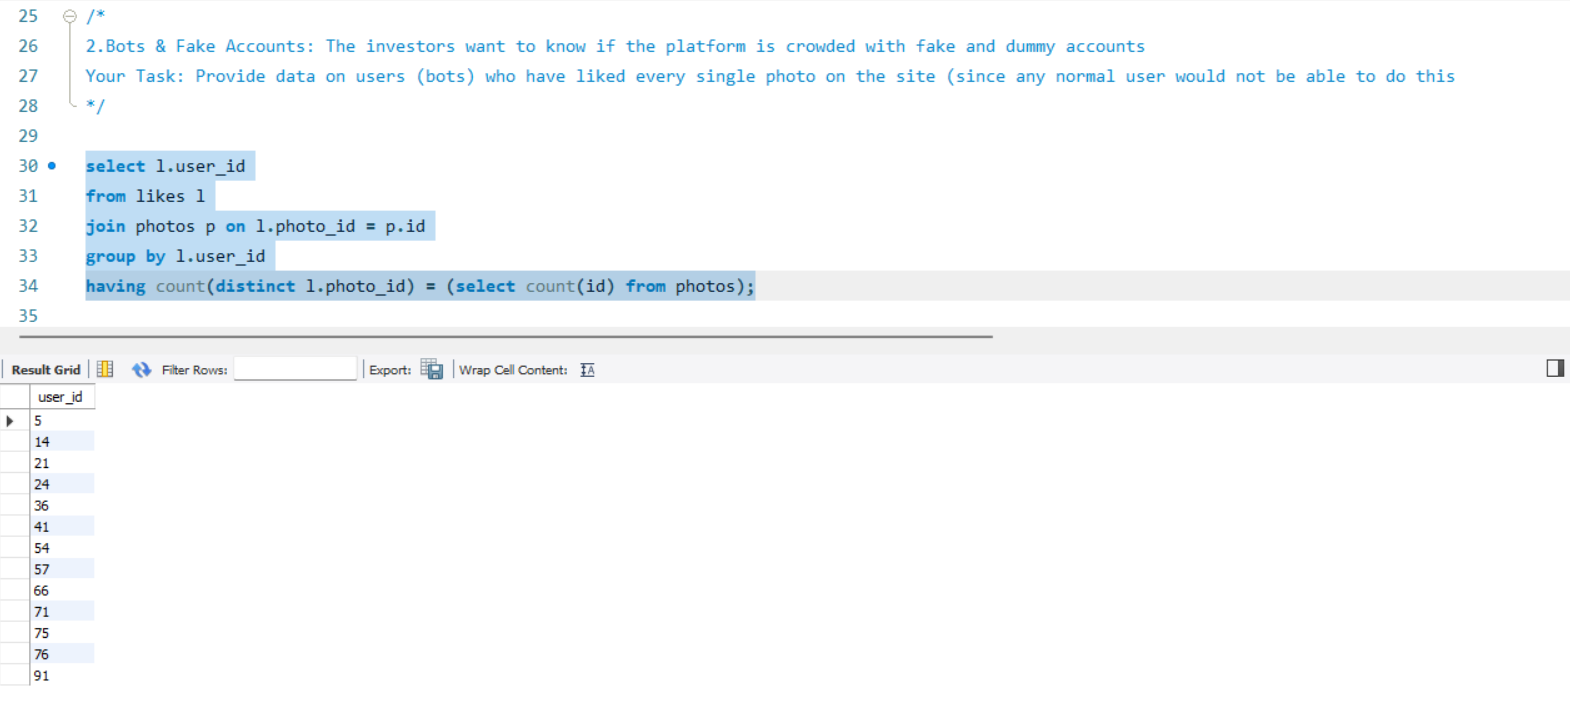 25 /*
26 2.Bots & Fake Accounts: The investors want to know if the platform is crowded with fake and dummy accounts
27 Your Task: Provide data on users (bots) who have liked every single photo on the site (since any normal user would not be able to do this
28 */
29
30 select l.user_id
31 from likes l
32 join photos p on l.photo_id = p.id
33 group by l.user_id
34 having count(distinct l.photo_id) = (select count(id) from photos);
35
Result Grid Filter Rows: Export: Wrap Cell Content: IA
user_id
5
14
21
24
36
41
54
57
66
71
75
76
91